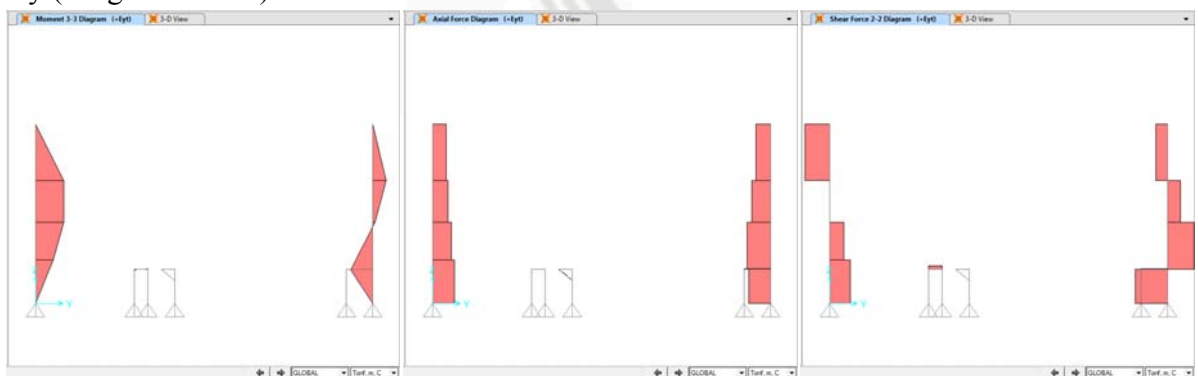 Moment 3-3 Diagram (+Eyt)
3-D View
Axial Force Diagram (+Eyt)
3-D View
Shear Force 2-2 Diagram (+Eyt)
3-D View
Y
Y
Y
GLOBAL
Tonf, m, C
GLOBAL
Tonf, m, C
GLOBAL
Tonf, m, C